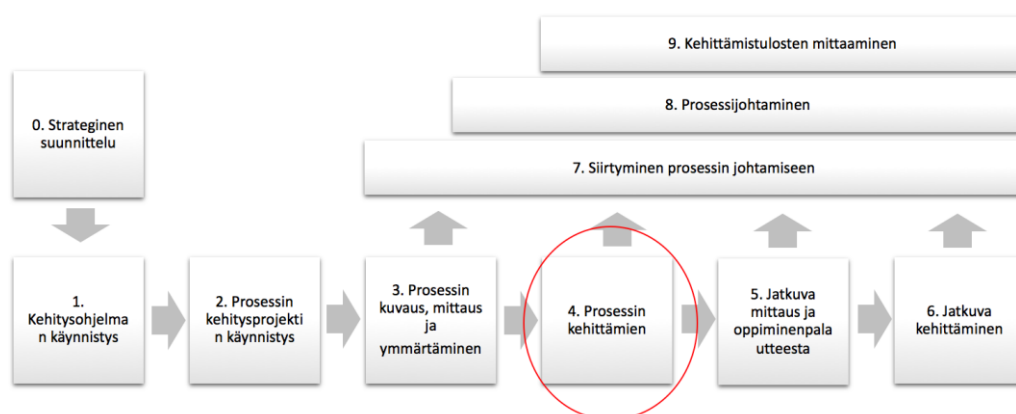 9. Kehittämistulosten mittaaminen
8. Prosessijohtaminen
0. Strateginen
suunnittelu
7. Siirtyminen prosessin johtamiseen
1.
Kehitysohjelma
n käynnistys
2. Prosessin
kehitysprojekti
n käynnistys
3. Prosessin
kuvaus, mittaus
ja
ymmärtäminen
4. Prosessin
kehittämien
5. Jatkuva
mittaus ja
oppiminenpala
utteesta
6. Jatkuva
kehittäminen